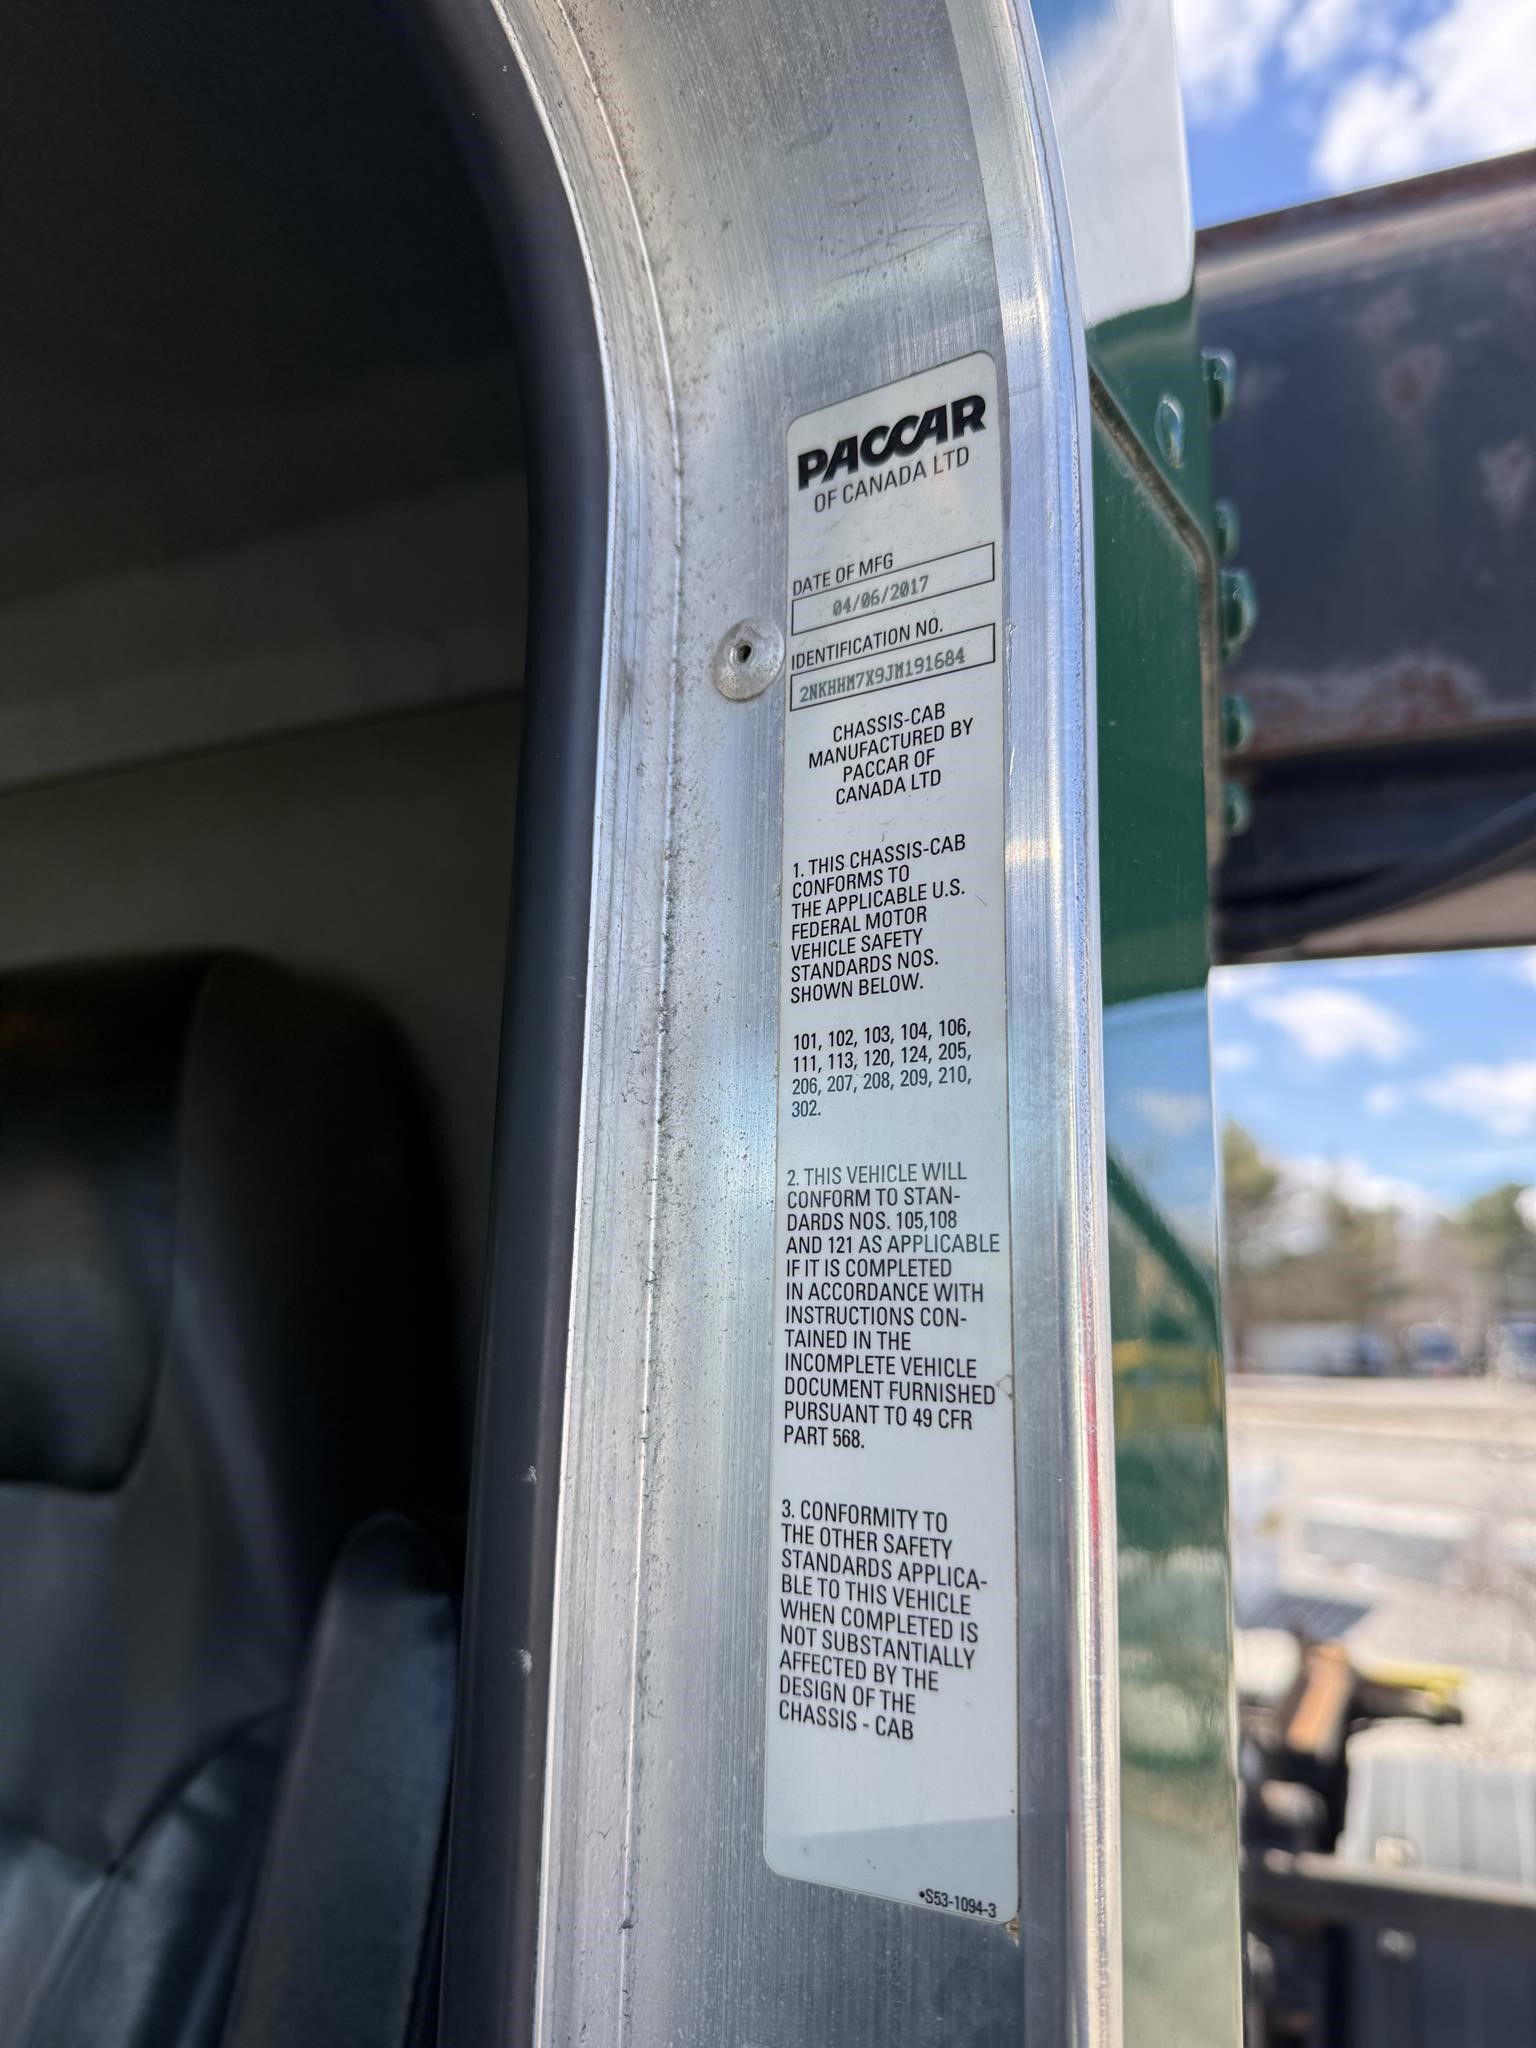 PACCAR
OF CANADA LTD
DATE OF MFG
04/06/2017
IDENTIFICATION NO.
2NKHHM7X9JM191684
CHASSIS-CAB
MANUFACTURED BY
PACCAR OF
CANADA LTD
1. THIS CHASSIS-CAB
CONFORMS TO
THE APPLICABLE U.S.
FEDERAL MOTOR
VEHICLE SAFETY
STANDARDS NOS.
SHOWN BELOW.
101, 102, 103, 104, 106,
111, 113, 120, 124, 205,
206, 207, 208, 209, 210,
302.
2. THIS VEHICLE WILL
CONFORM TO STAN-
DARDS NOS. 105,108
AND 121 AS APPLICABLE
IF IT IS COMPLETED
IN ACCORDANCE WITH
INSTRUCTIONS CON-
TAINED IN THE
INCOMPLETE VEHICLE
DOCUMENT FURNISHED
PURSUANT TO 49 CFR
PART 568.
3. CONFORMITY TO
THE OTHER SAFETY
STANDARDS APPLICA-
BLE TO THIS VEHICLE
WHEN COMPLETED IS
NOT SUBSTANTIALLY
AFFECTED BY THE
DESIGN OF THE
CHASSIS - CAB
•S53-1094-3